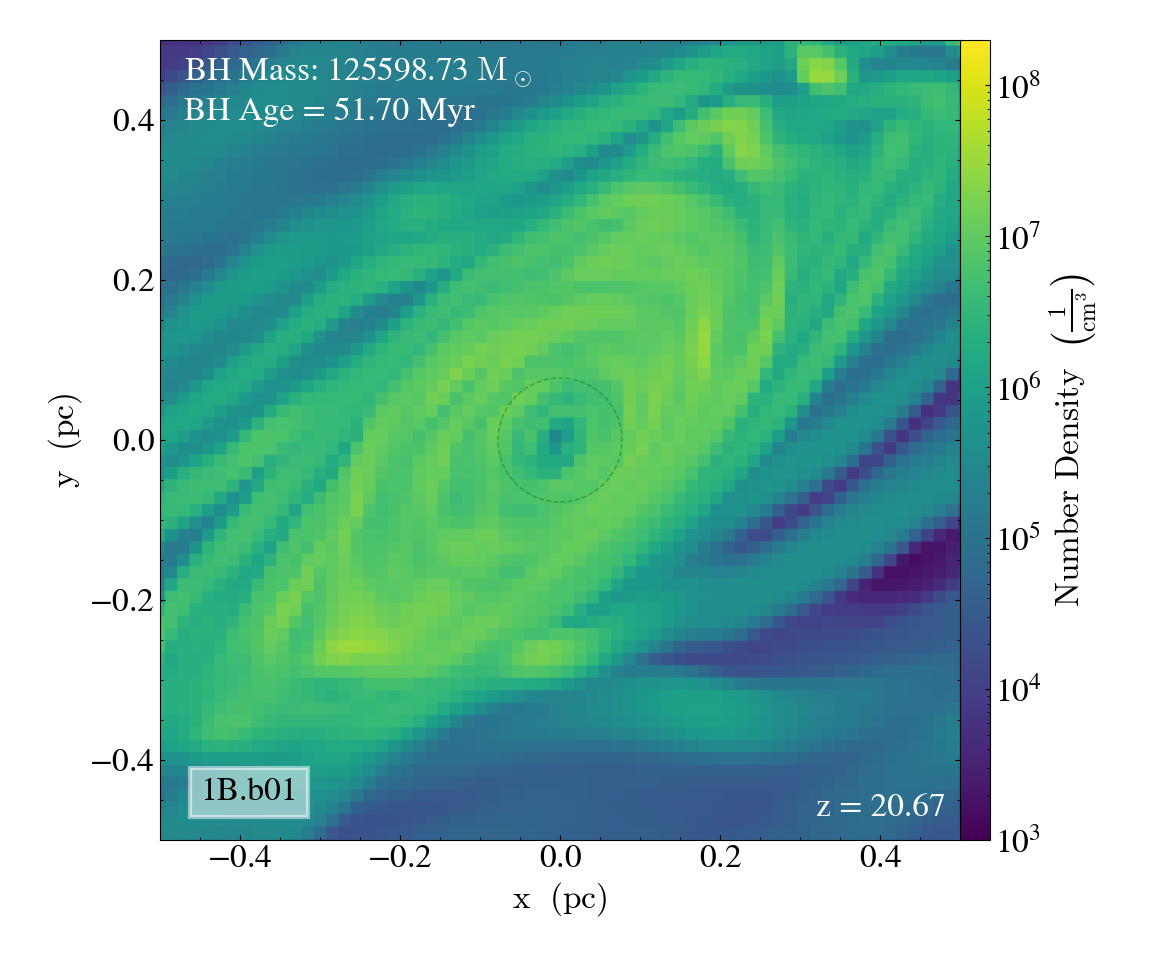 BH Mass: 125598.73 M⊙
BH Age = 51.70 Myr
1B.b01
z = 20.67
0.4
0.2
0.0
−0.2
−0.4
y (pc)
−0.4 −0.2 0.0 0.2 0.4
x (pc)
10⁸
10⁷
10⁶
10⁵
10⁴
10³
Number Density (1/cm³)